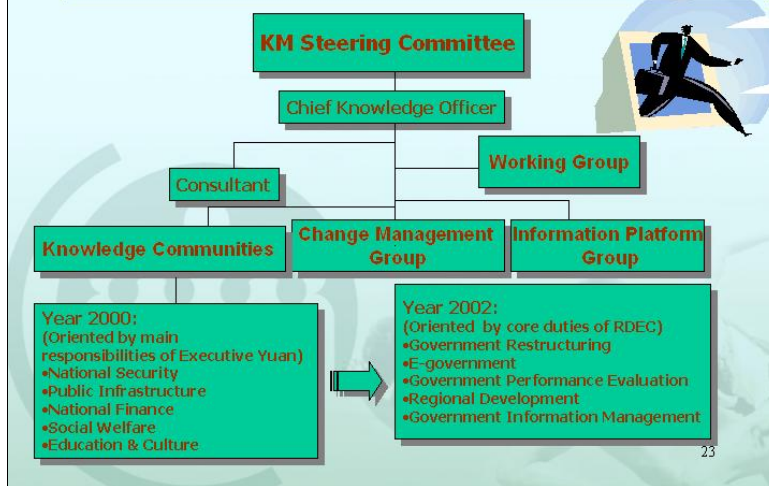 KM Steering Committee
Chief Knowledge Officer
Working Group
Consultant
Knowledge Communities
Change Management
Group
Information Platform
Group
Year 2000:
(Oriented by main
responsibilities of Executive Yuan)
•National Security
•Public Infrastructure
•National Finance
•Social Welfare
•Education & Culture
Year 2002:
(Oriented by core duties of RDEC)
•Government Restructuring
•E-government
•Government Performance Evaluation
•Regional Development
•Government Information Management
23